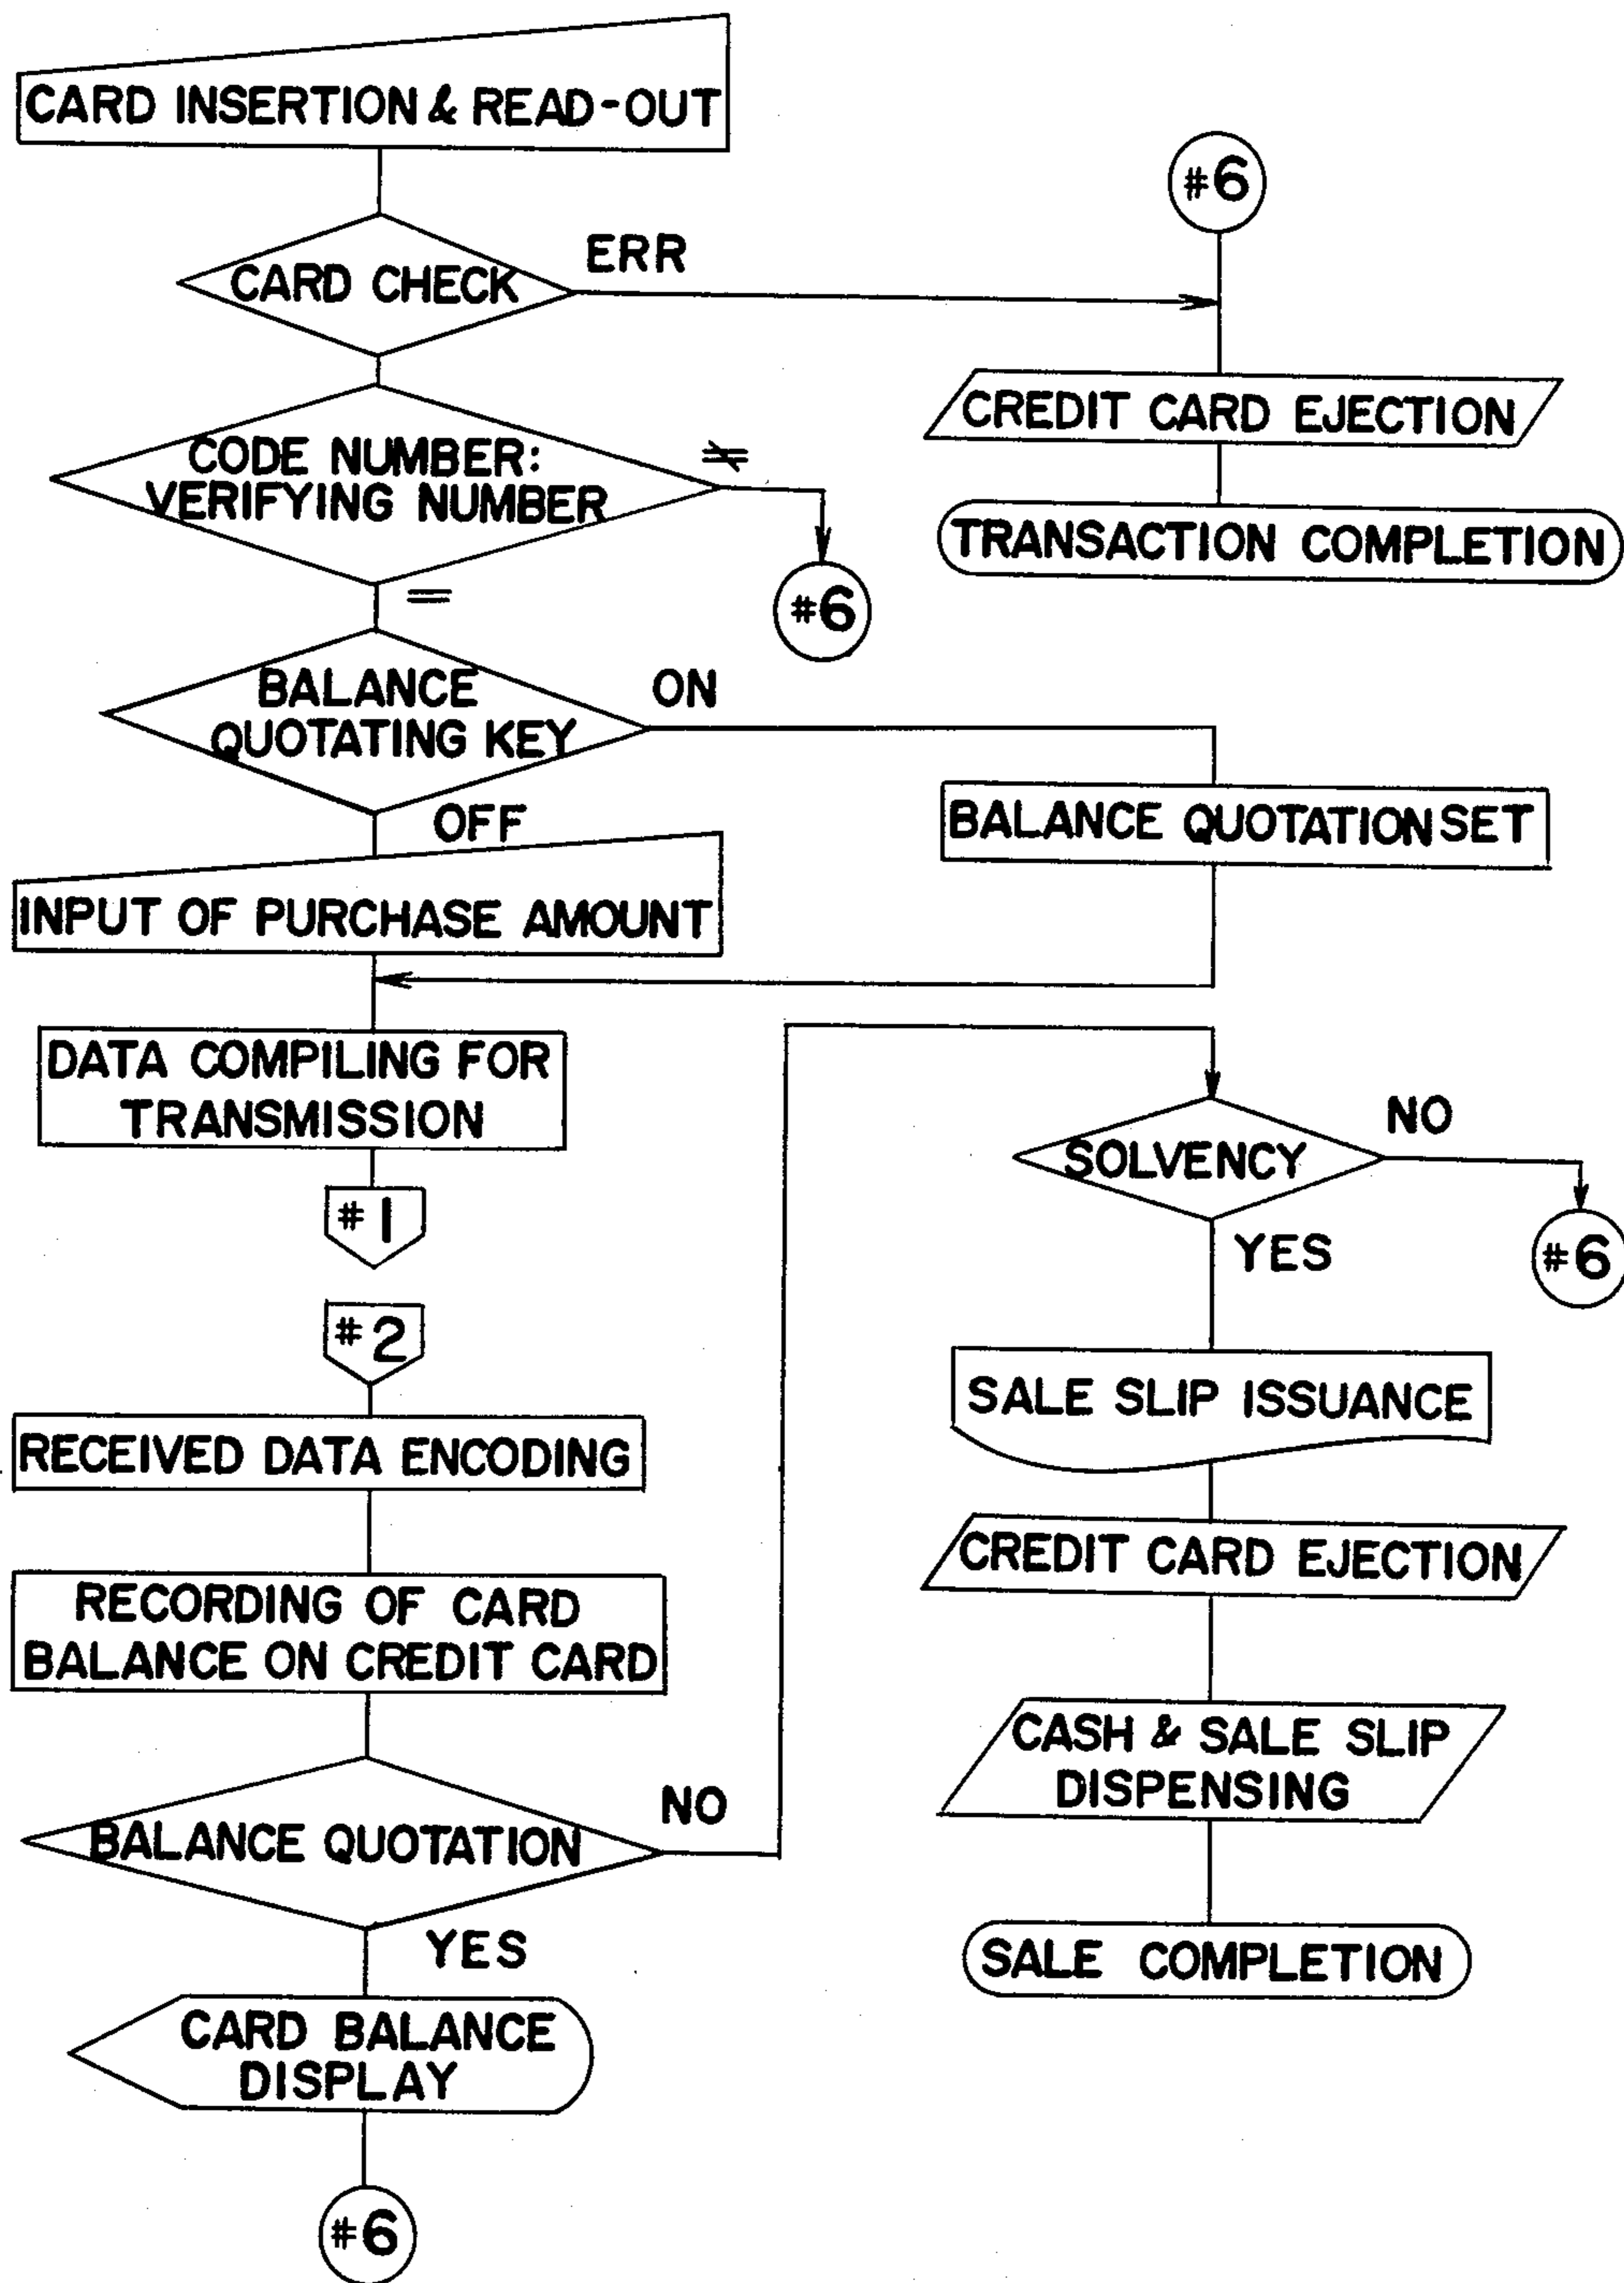 CARD INSERTION & READ-OUT
CARD CHECK
ERR
CODE NUMBER:
VERIFYING NUMBER
≠
#6
=
BALANCE
QUOTATING KEY
ON
OFF
INPUT OF PURCHASE AMOUNT
DATA COMPILING FOR
TRANSMISSION
#1
#2
RECEIVED DATA ENCODING
RECORDING OF CARD
BALANCE ON CREDIT CARD
BALANCE QUOTATION
NO
YES
CARD BALANCE
DISPLAY
#6
#6
CREDIT CARD EJECTION
TRANSACTION COMPLETION
BALANCE QUOTATION SET
SOLVENCY
NO
#6
YES
SALE SLIP ISSUANCE
CREDIT CARD EJECTION
CASH & SALE SLIP
DISPENSING
SALE COMPLETION